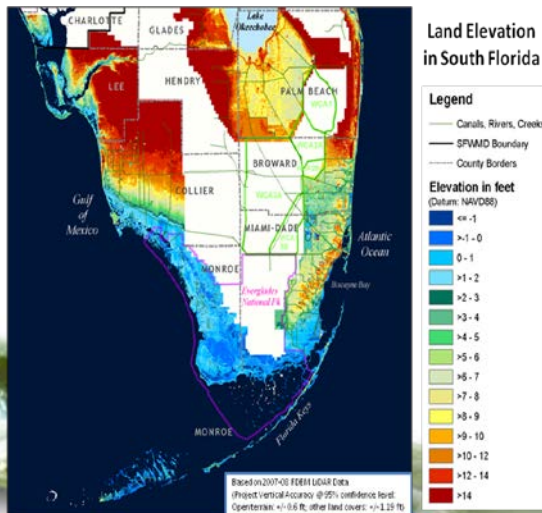 Land Elevation
in South Florida
CHARLOTTE
GLADES
Lake
Okeechobee
HENDRY
LEE
PALM BEACH
BROWARD
COLLIER
Gulf
of
Mexico
MIAMI-DADE
Atlantic
Ocean
MONROE
Everglades
National Pk
Biscayne Bay
MONROE
Florida Keys
Legend
Canals, Rivers, Creeks
SFWMD Boundary
County Borders
Elevation in feet
(Datum: NAVD88)
<= -1
>-1 - 0
0 - 1
>1 - 2
>2 - 3
>3 - 4
>4 - 5
>5 - 6
>6 - 7
>7 - 8
>8 - 9
>9 - 10
>10 - 12
>12 - 14
>14
Based on 2007-08 FDEM LiDAR Data
(Project Vertical Accuracy @ 95% confidence level:
Open terrain: +/- 0.6 ft; other land covers: +/-1.19 ft)